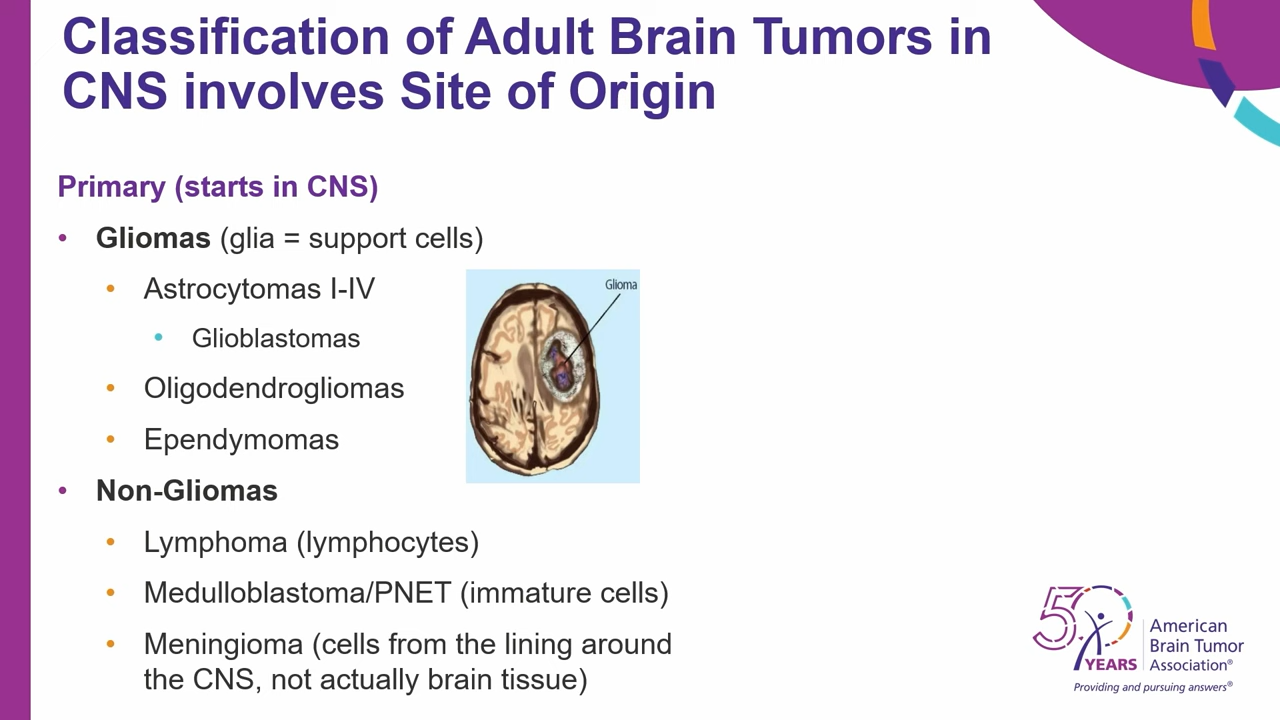 Classification of Adult Brain Tumors in
CNS involves Site of Origin
Primary (starts in CNS)
• Gliomas (glia = support cells)
• Astrocytomas I-IV
• Glioblastomas
• Oligodendrogliomas
• Ependymomas
Glioma
• Non-Gliomas
• Lymphoma (lymphocytes)
• Medulloblastoma/PNET (immature cells)
• Meningioma (cells from the lining around
the CNS, not actually brain tissue)
50
YEARS
American
Brain Tumor
Association®
Providing and pursuing answers®